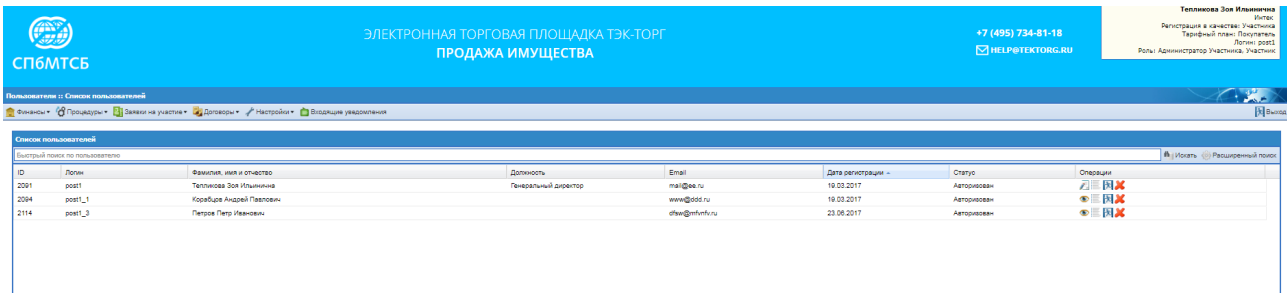 Тепликова Зоя Ильинична
Интек
Регистрация в качестве: Участника
Тарифный план: Покупатель
Логин: post1
Роль: Администратор Участника, Участник
СПбМТСБ
ЭЛЕКТРОННАЯ ТОРГОВАЯ ПЛОЩАДКА ТЭК-ТОРГ
ПРОДАЖА ИМУЩЕСТВА
+7 (495) 734-81-18
HELP@TEKTORG.RU
Пользователи :: Список пользователей
Финансы Процедуры Заявки на участие Договоры Настройки Входящие уведомления Выход
Список пользователей
Быстрый поиск по пользователю Искать Расширенный поиск
ID Логин Фамилия, имя и отчество Должность Email Дата регистрации Статус Операции
2091 post1 Тепликова Зоя Ильинична Генеральный директор mail@ee.ru 19.03.2017 Авторизован
2094 post1_1 Корабцов Андрей Павлович www@ddd.ru 19.03.2017 Авторизован
2114 post1_3 Петров Петр Иванович dfsw@mfvnfv.ru 23.06.2017 Авторизован